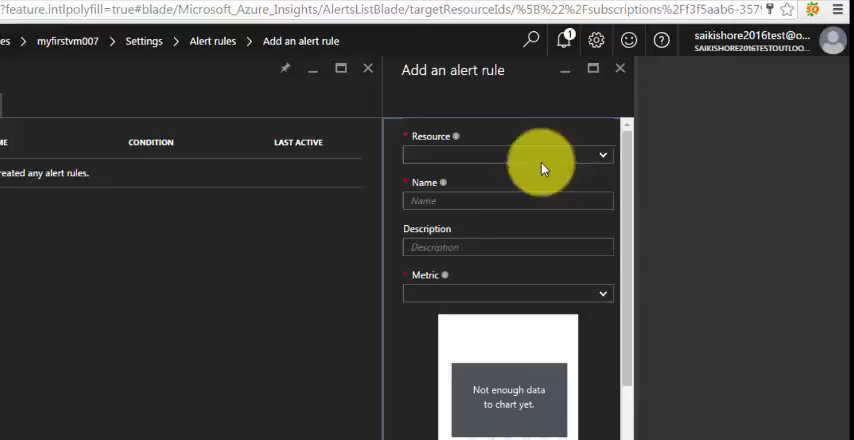 ?feature.intlpolyfill=true#blade/Microsoft_Azure_Insights/AlertsListBlade/targetResourceIds/%5B%22%2Fsubscriptions%2Ff3f5aab6-3579
es > myfirstvm007 > Settings > Alert rules > Add an alert rule
1
saikishore2016test@o...
SAIKISHORE2016TESTOUTLOO...
Add an alert rule
ME CONDITION LAST ACTIVE
reated any alert rules.
* Resource
* Name
Name
Description
Description
* Metric
Not enough data
to chart yet.